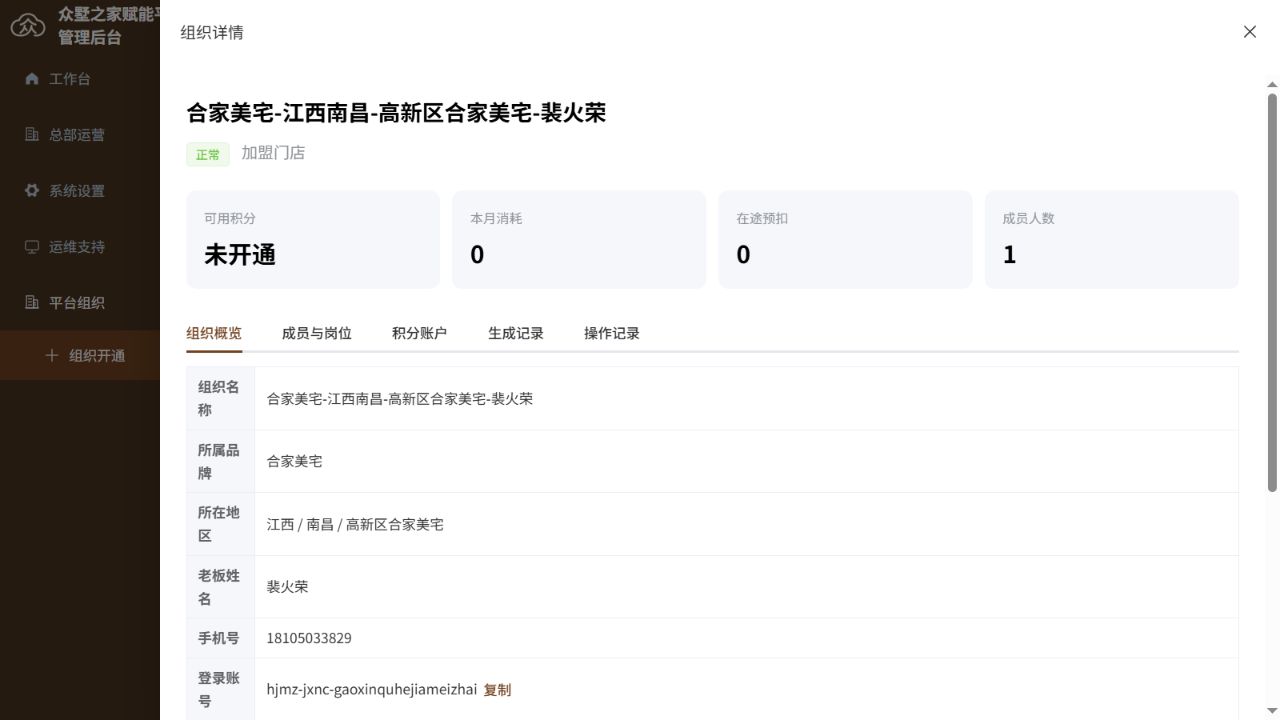 众墅之家赋能
管理后台
工作台
总部运营
系统设置
运维支持
平台组织
组织开通
组织详情
合家美宅-江西南昌-高新区合家美宅-裴火荣
正常 加盟门店
可用积分 本月消耗 在途预扣 成员人数
未开通 0 0 1
组织概览 成员与岗位 积分账户 生成记录 操作记录
组织名
称
合家美宅-江西南昌-高新区合家美宅-裴火荣
所属品
牌
合家美宅
所在地
区
江西 / 南昌 / 高新区合家美宅
老板姓
名
裴火荣
手机号 18105033829
登录账
号
hjmz-jxnc-gaoxinquhejiameizhai 复制